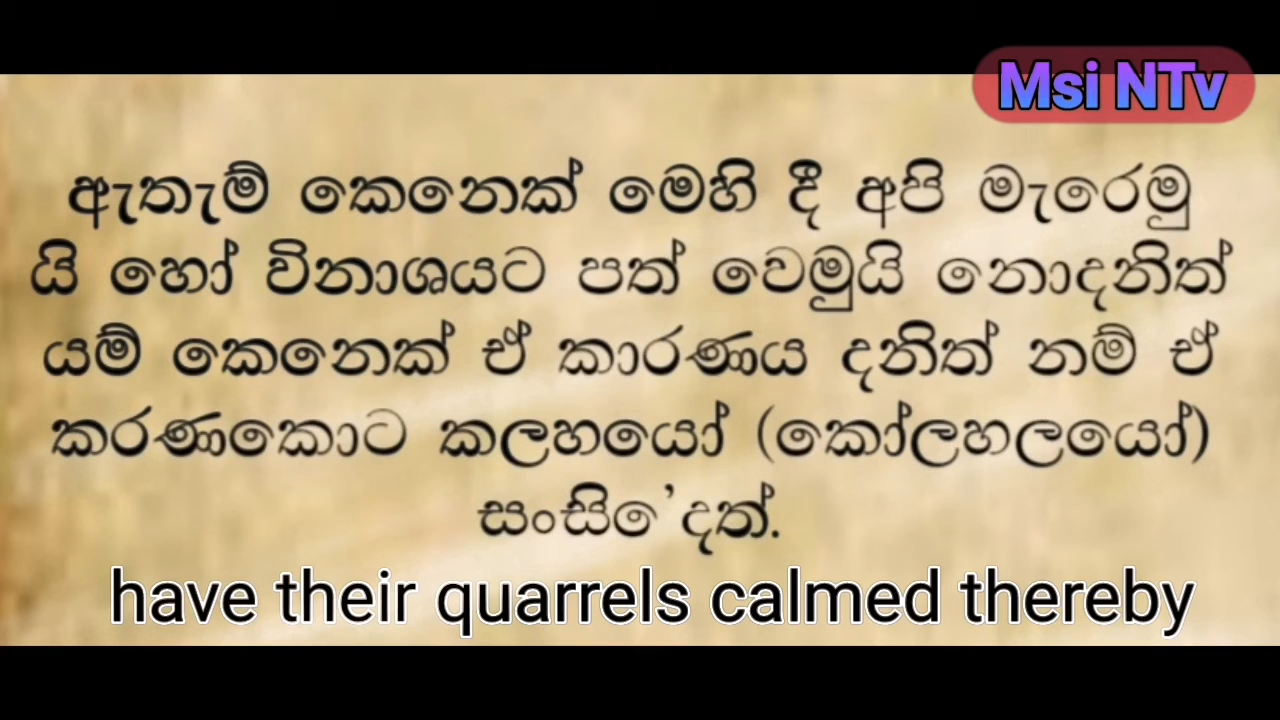 Msi NTv
ඇතැම් කෙනෙක් මෙහි දී අපි මැරෙමු
යි හෝ විනාශයට පත් වෙමුයි නොදනිත්
යම් කෙනෙක් ඒ කාරණය දනිත් නම් ඒ
කරණකොට කලහයෝ (කෝලහලයෝ)
සංසිෙ’දත්.
have their quarrels calmed thereby